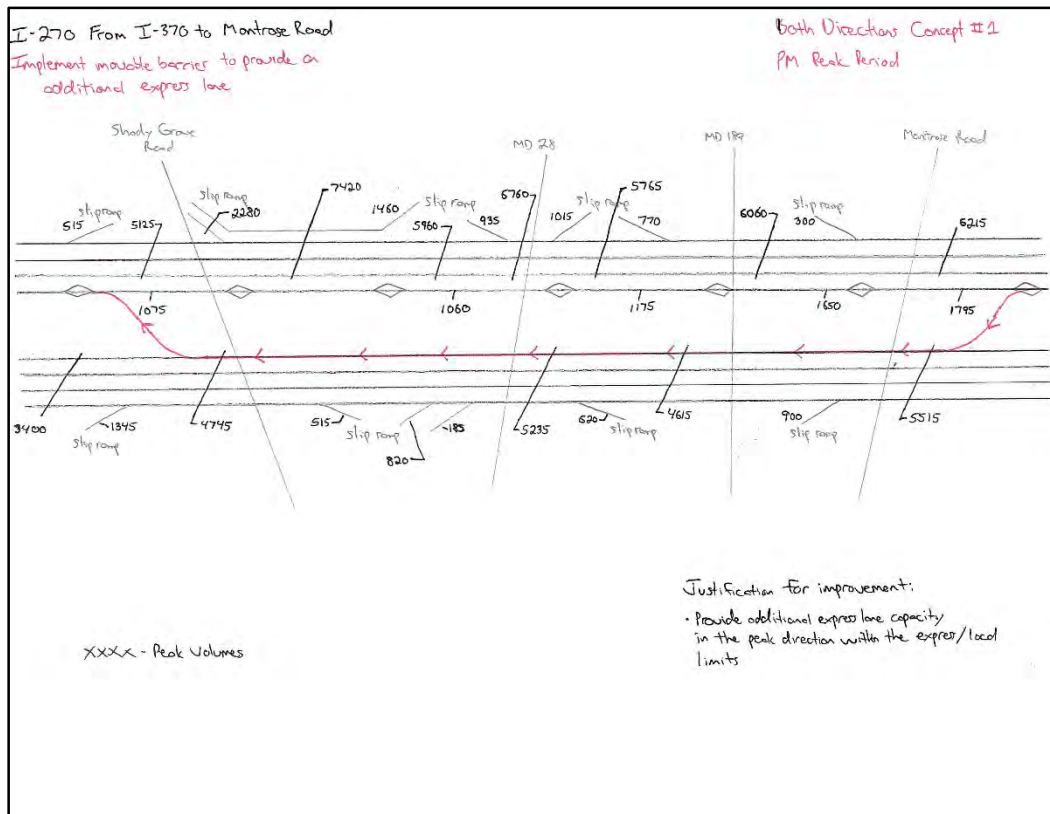 I-270 From I-370 to Montrose Road
Implement movable barrier to provide an
additional express lane
Both Directions Concept #1
PM Peak Period
Shady Grove
Road
MD 28
MD 189
Montrose Road
slip ramp
515
5125
slip ramp
2280
7420
1460
slip ramp
5960
935
6760
1015
slip ramp
5765
770
6060
slip ramp
300
6215
1075
1060
1175
1650
1795
3400
1345
slip ramp
4745
515
slip ramp
820
185
5235
620
slip ramp
4615
900
slip ramp
5515
XXXX - Peak Volumes
Justification for improvement:
• Provide additional express lane capacity
in the peak direction within the express/local
limits